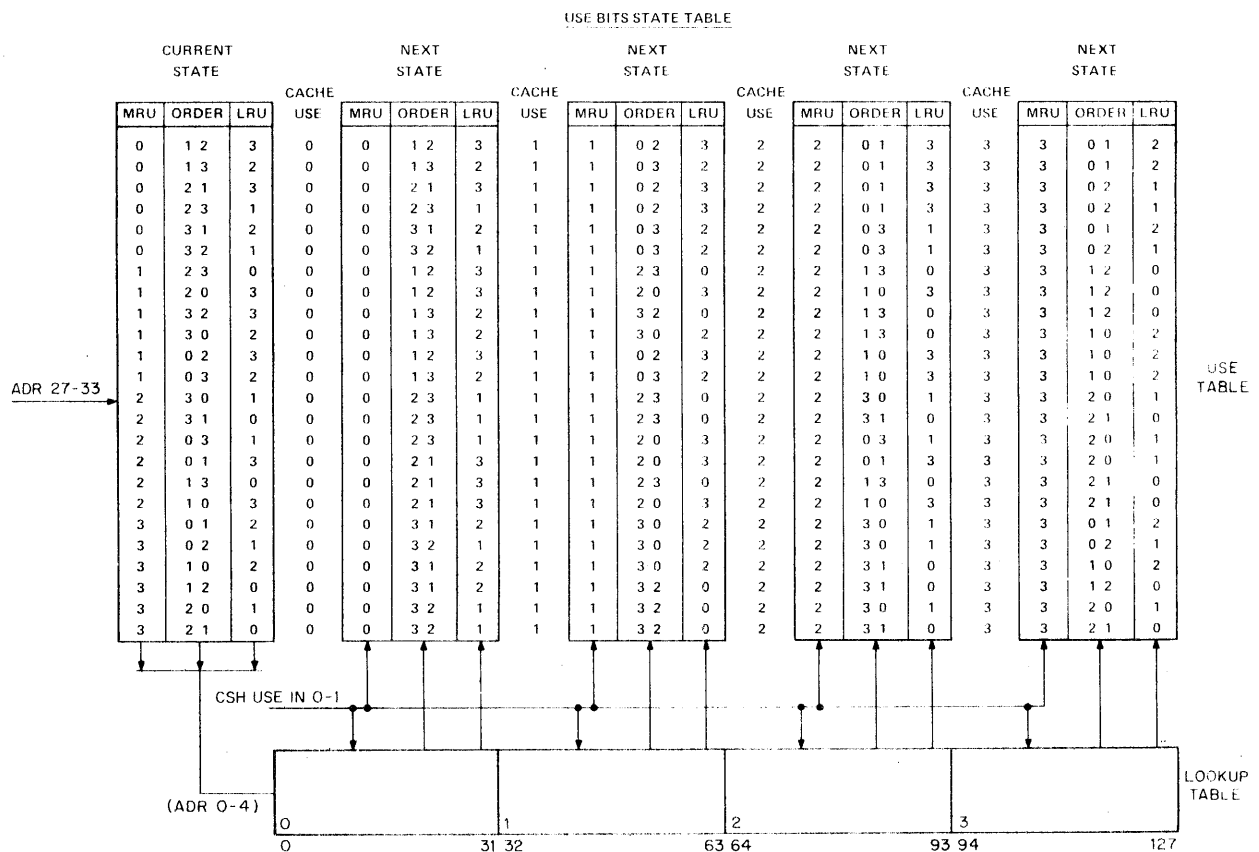 USE BITS STATE TABLE
CURRENT NEXT NEXT NEXT NEXT
STATE STATE STATE STATE STATE
CACHE CACHE CACHE CACHE
MRU ORDER LRU USE MRU ORDER LRU USE MRU ORDER LRU USE MRU ORDER LRU USE MRU ORDER LRU
0 1 2 3 0 0 1 2 3 1 1 0 2 3 2 2 0 1 3 3 3 0 1 2
0 1 3 2 0 0 1 3 2 1 1 0 3 2 2 2 0 1 3 3 3 0 1 2
0 2 1 3 0 0 2 1 3 1 1 0 2 3 2 2 0 1 3 3 3 0 2 1
0 2 3 1 0 0 2 3 1 1 1 0 2 3 2 2 0 1 3 3 3 0 2 1
0 3 1 2 0 0 3 1 2 1 1 0 3 2 2 2 0 3 1 3 3 0 1 2
0 3 2 1 0 0 3 2 1 1 1 0 3 2 2 2 0 3 1 3 3 0 2 1
1 2 3 0 0 0 1 2 3 1 1 2 3 0 2 2 1 3 0 3 3 1 2 0
1 2 0 3 0 0 1 2 3 1 1 2 0 3 2 2 1 0 3 3 3 1 2 0
1 3 2 3 0 0 1 3 2 1 1 3 2 0 2 2 1 3 0 3 3 1 2 0
1 3 0 2 0 0 1 3 2 1 1 3 0 2 2 2 1 3 0 3 3 1 0 2
1 0 2 3 0 0 1 2 3 1 1 0 2 3 2 2 1 0 3 3 3 1 0 2
1 0 3 2 0 0 1 3 2 1 1 0 3 2 2 2 1 0 3 3 3 1 0 2
ADR 27-33
USE
TABLE
2 3 0 1 0 0 2 3 1 1 1 2 3 0 2 2 3 0 1 3 3 2 0 1
2 3 1 0 0 0 2 3 1 1 1 2 3 0 2 2 3 1 0 3 3 2 1 0
2 0 3 1 0 0 2 3 1 1 1 2 0 3 2 2 0 3 1 3 3 2 0 1
2 0 1 3 0 0 2 1 3 1 1 2 0 3 2 2 0 1 3 3 3 2 0 1
2 1 3 0 0 0 2 1 3 1 1 2 3 0 2 2 1 3 0 3 3 2 1 0
2 1 0 3 0 0 2 1 3 1 1 2 0 3 2 2 1 0 3 3 3 2 1 0
3 0 1 2 0 0 3 1 2 1 1 3 0 2 2 2 3 0 1 3 3 0 1 2
3 0 2 1 0 0 3 2 1 1 1 3 0 2 2 2 3 0 1 3 3 0 2 1
3 1 0 2 0 0 3 1 2 1 1 3 0 2 2 2 3 1 0 3 3 1 0 2
3 1 2 0 0 0 3 1 2 1 1 3 2 0 2 2 3 1 0 3 3 1 2 0
3 2 0 1 0 0 3 2 1 1 1 3 2 0 2 2 3 0 1 3 3 2 0 1
3 2 1 0 0 0 3 2 1 1 1 3 2 0 2 2 3 1 0 3 3 2 1 0
CSH USE IN 0-1
(ADR 0-4)
LOOKUP
TABLE
0 1 2 3
0 31 32 63 64 93 94 127